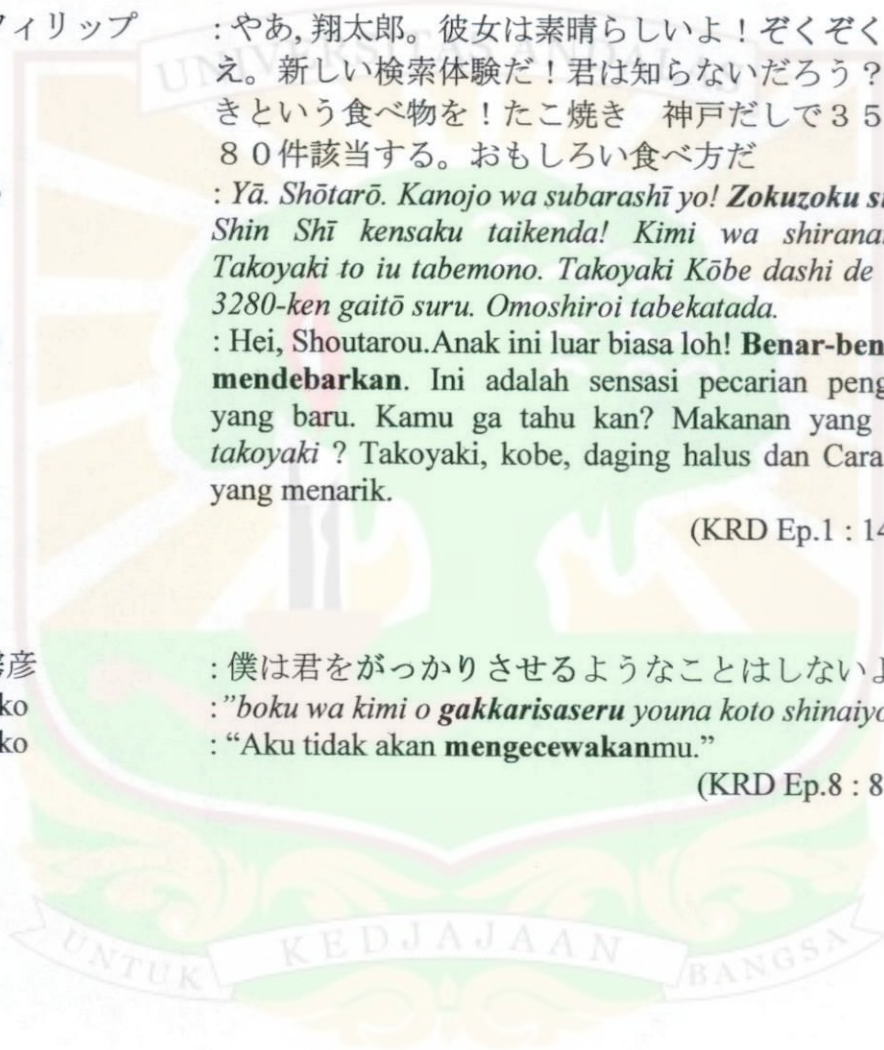 フィリップ : やあ, 翔太郎。彼女は素晴らしいよ！ぞくぞく
え。新しい検索体験だ！君は知らないだろう？
きという食べ物を！たこ焼き　神戸だしで３５
８０件該当する。おもしろい食べ方だ
: Yā. Shōtarō. Kanojo wa subarashī yo! Zokuzoku
Shin Shī kensaku taikenda! Kimi wa
Takoyaki to iu tabemono. Takoyaki Kōbe dashi de
3280-ken gaitō suru. Omoshiroi tabekatada.
: Hei, Shoutarou.Anak ini luar biasa loh! Benar-ben
mendebarkan. Ini adalah sensasi pecarian peng
yang baru. Kamu ga tahu kan? Makanan yang
takoyaki ? Takoyaki, kobe, daging halus dan Cara
yang menarik.
(KRD Ep.1 : 14
彦 : 僕は君をがっかりさせるようなことはしないよ
ko :”boku wa kimi o gakkarisaseru youna koto shinaiyo
ko : “Aku tidak akan mengecewakanmu.”
(KRD Ep.8 : 8
UNIVERSITAS ANDALAS
UNTUK KEDJAJAAN BANGSA